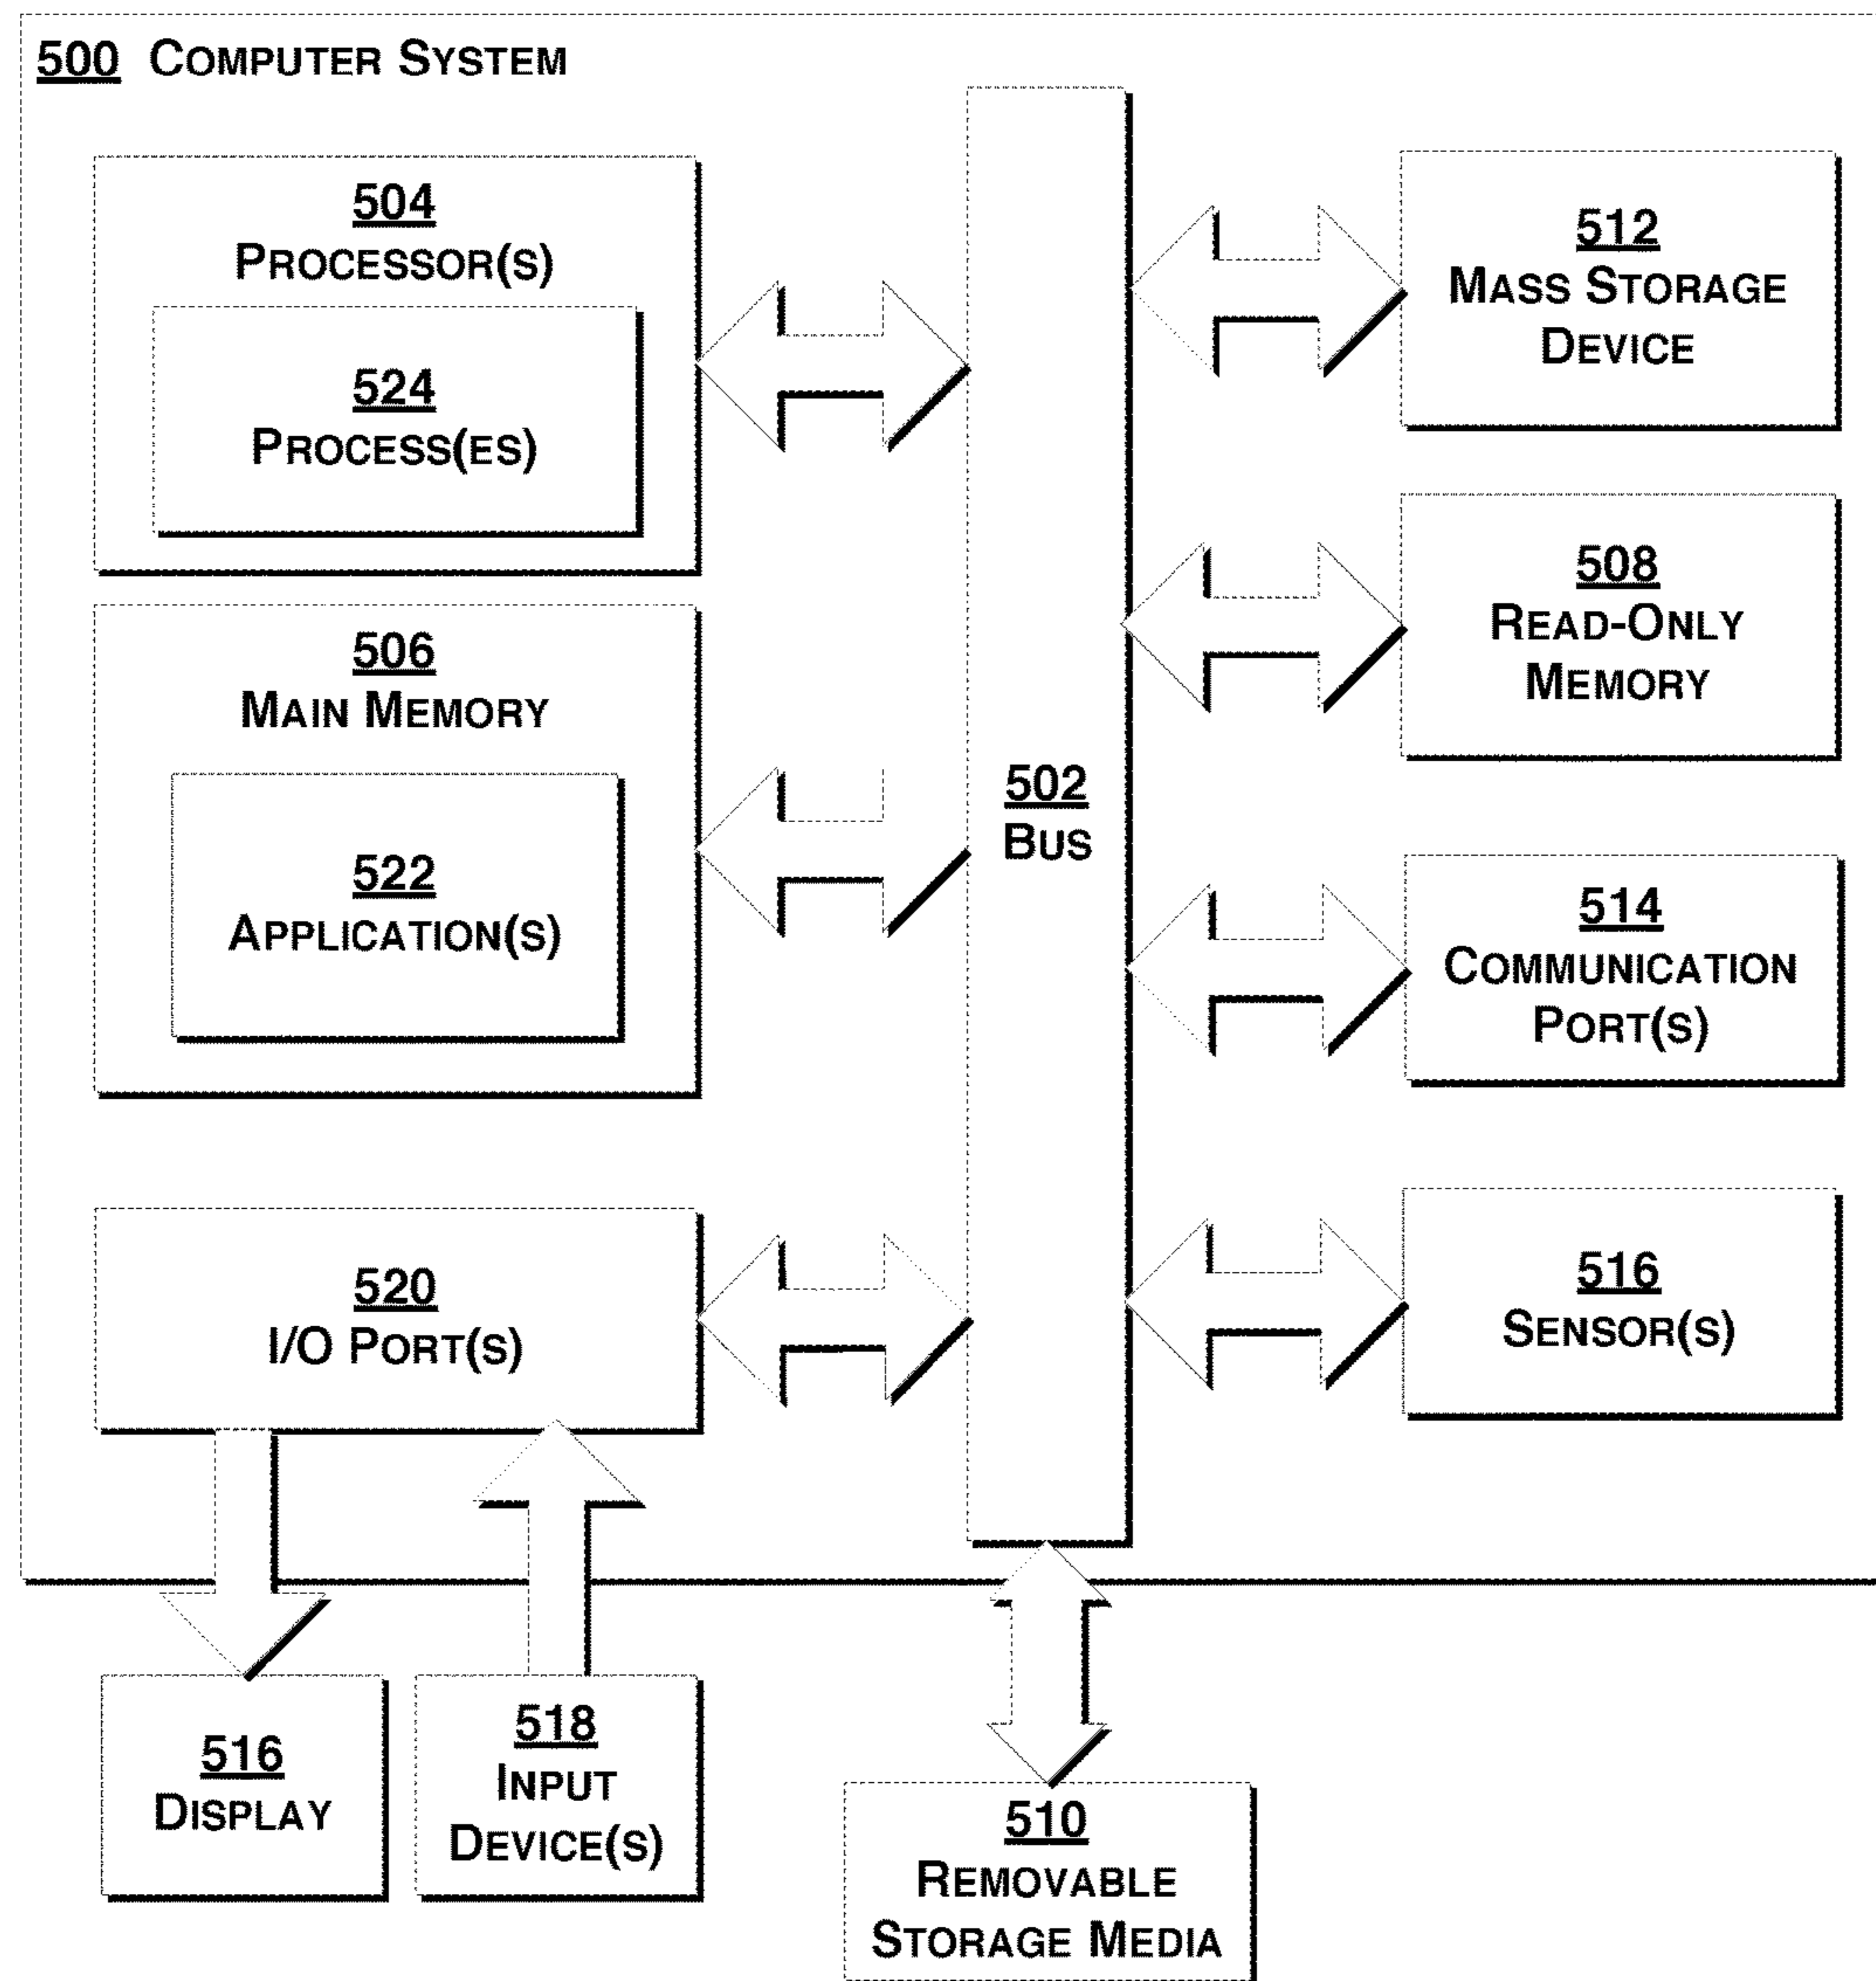 500 COMPUTER SYSTEM
504
PROCESSOR(S)
524
PROCESS(ES)
506
MAIN MEMORY
522
APPLICATION(S)
520
I/O PORT(S)
502
BUS
512
MASS STORAGE
DEVICE
508
READ-ONLY
MEMORY
514
COMMUNICATION
PORT(S)
516
SENSOR(S)
516
DISPLAY
518
INPUT
DEVICE(S)
510
REMOVABLE
STORAGE MEDIA